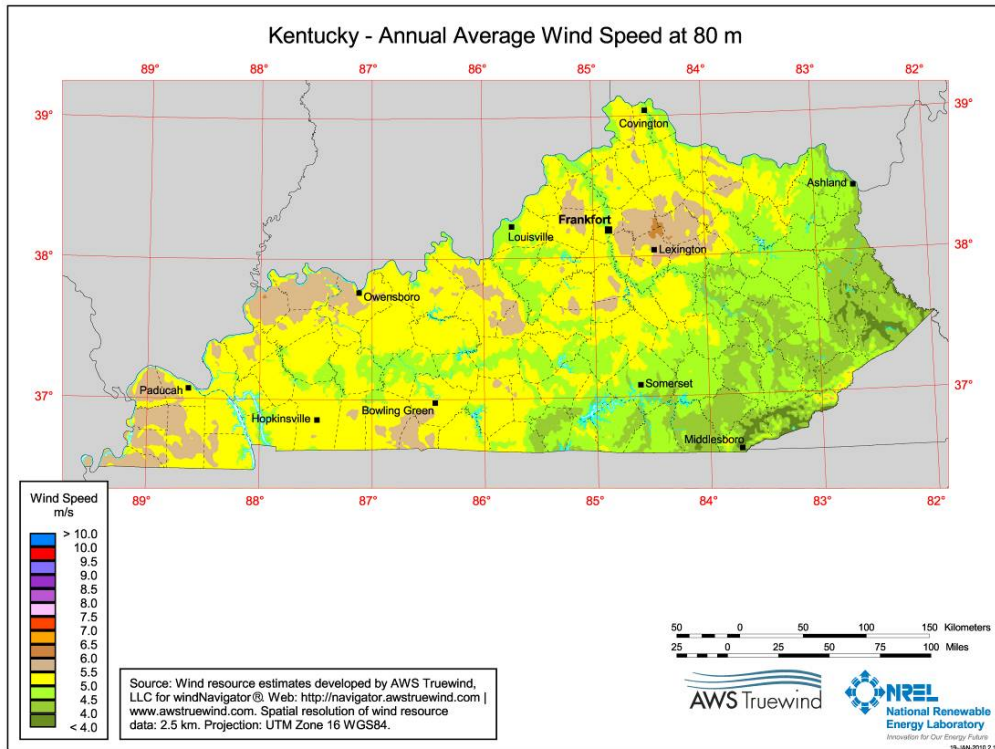 Kentucky - Annual Average Wind Speed at 80 m
89° 88° 87° 86° 85° 84° 83° 82°
39° 39°
Covington
Ashland
Frankfort
Louisville
Lexington
38° 38°
Owensboro
Paducah
Somerset
37° 37°
Hopkinsville
Bowling Green
Middlesboro
89° 88° 87° 86° 85° 84° 83° 82°
Wind Speed
m/s
> 10.0
10.0
9.5
9.0
8.5
8.0
7.5
7.0
6.5
6.0
5.5
5.0
4.5
4.0
< 4.0
Source: Wind resource estimates developed by AWS Truewind,
LLC for windNavigator®. Web: http://navigator.awstruewind.com |
www.awstruewind.com. Spatial resolution of wind resource
data: 2.5 km. Projection: UTM Zone 16 WGS84.
50 0 50 100 150 Kilometers
25 0 25 50 75 100 Miles
AWS Truewind
NREL
National Renewable
Energy Laboratory
Innovation for Our Energy Future